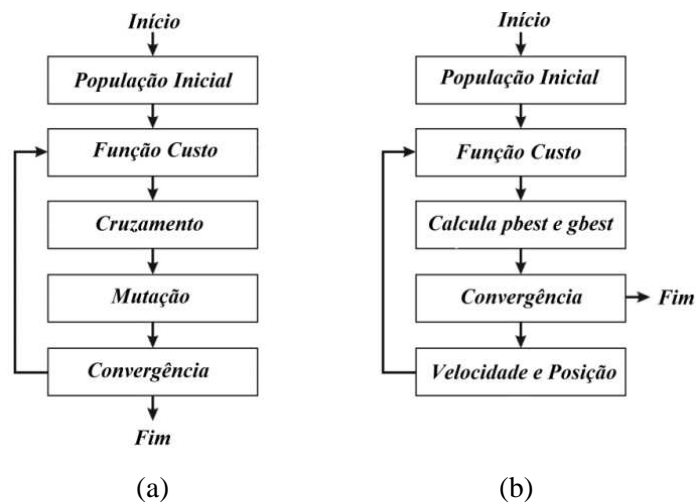 Início
População Inicial
Função Custo
Cruzamento
Mutação
Convergência
Fim
(a)
Início
População Inicial
Função Custo
Calcula pbest e gbest
Convergência
Fim
Velocidade e Posição
(b)